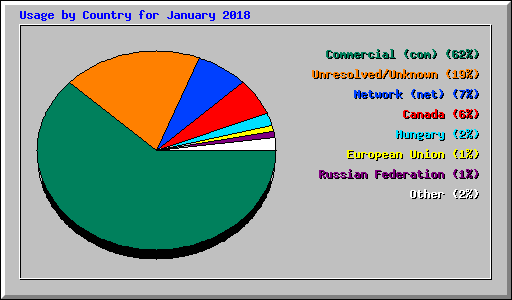 Usage by Country for January 2018
Commercial (com) (62%)
Unresolved/Unknown (19%)
Network (net) (7%)
Canada (6%)
Hungary (2%)
European Union (1%)
Russian Federation (1%)
Other (2%)